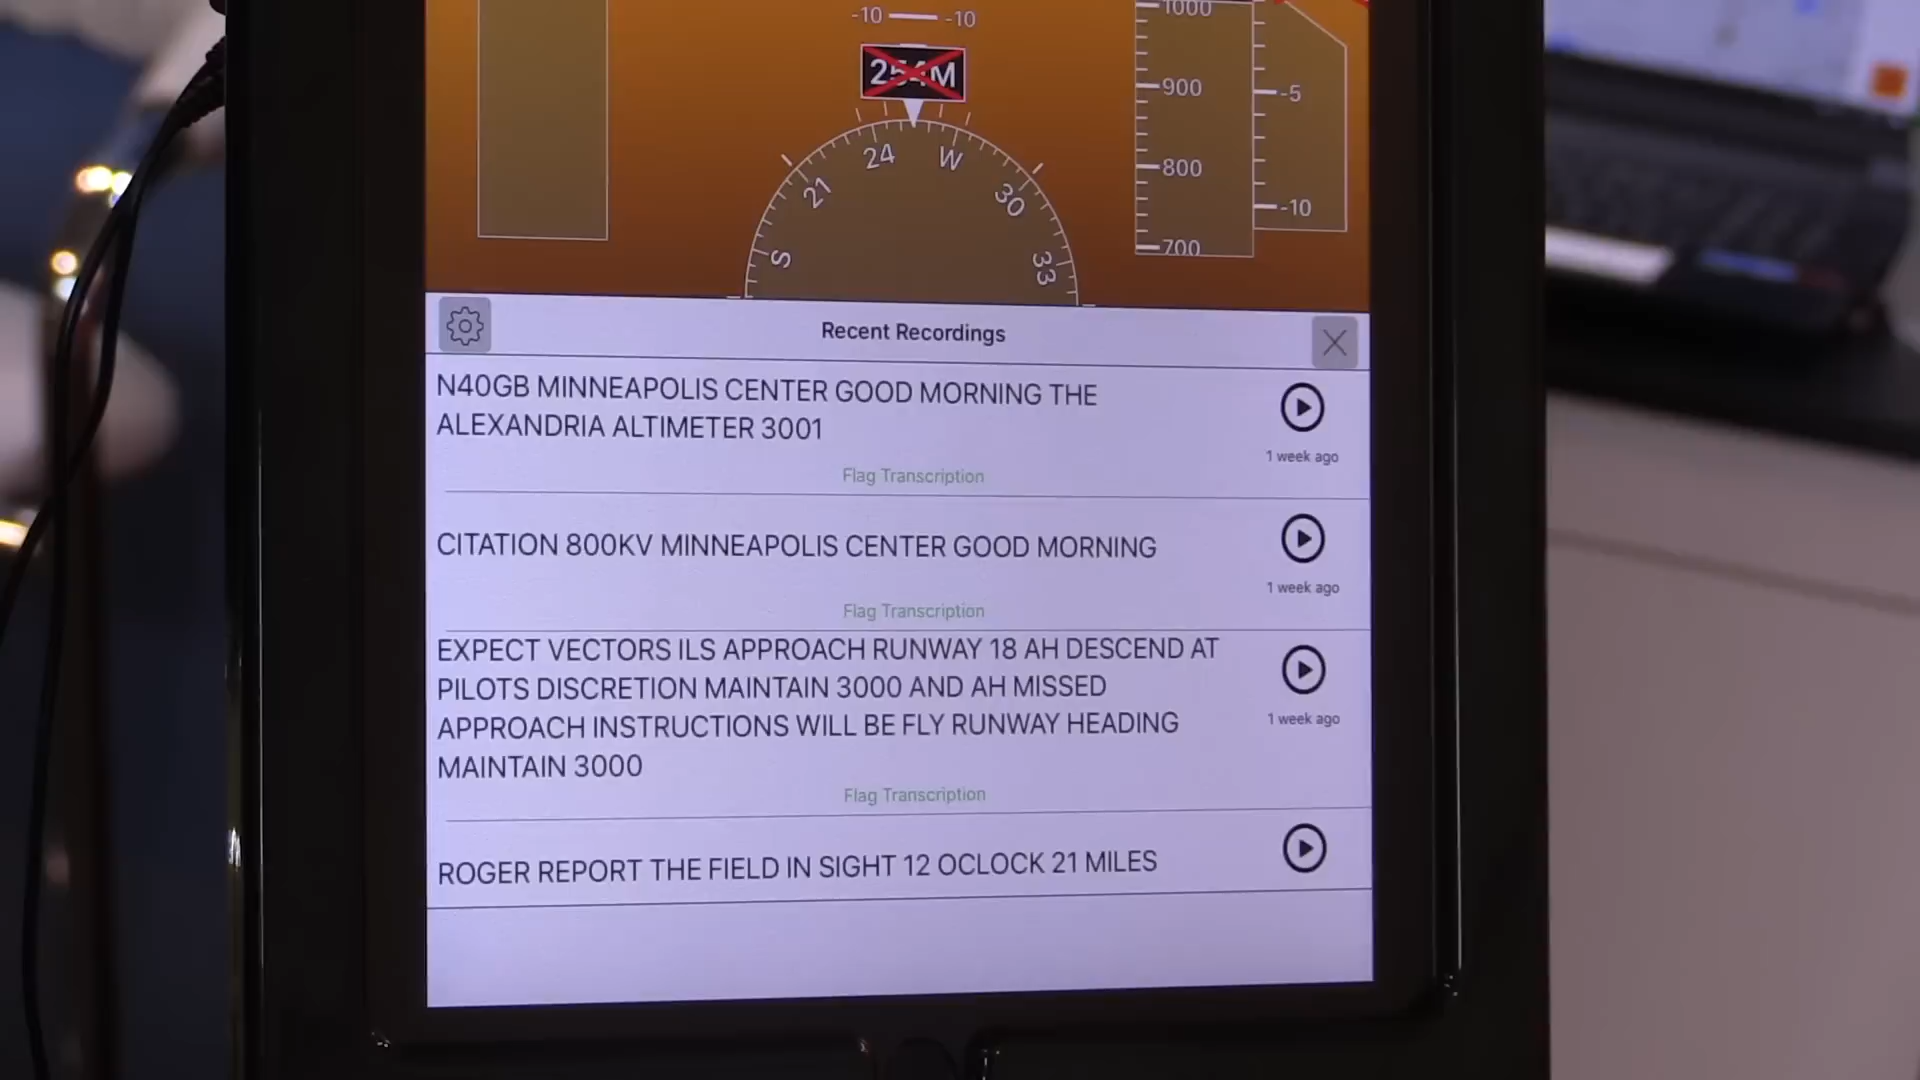 -10 -10
254M
1000
900
800
700
-5
-10
S 21 24 W 30 33
Recent Recordings
N40GB MINNEAPOLIS CENTER GOOD MORNING THE
ALEXANDRIA ALTIMETER 3001
1 week ago
Flag Transcription
CITATION 800KV MINNEAPOLIS CENTER GOOD MORNING
1 week ago
Flag Transcription
EXPECT VECTORS ILS APPROACH RUNWAY 18 AH DESCEND AT
PILOTS DISCRETION MAINTAIN 3000 AND AH MISSED
APPROACH INSTRUCTIONS WILL BE FLY RUNWAY HEADING
MAINTAIN 3000
1 week ago
Flag Transcription
ROGER REPORT THE FIELD IN SIGHT 12 OCLOCK 21 MILES